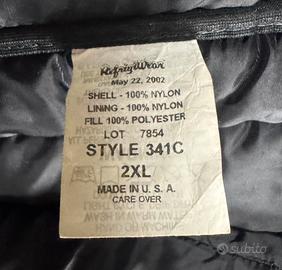 RefrigiWear
May 22, 2002
SHELL - 100% NYLON
LINING - 100% NYLON
FILL 100% POLYESTER
LOT 7854
STYLE 341C
2XL
MADE IN U. S. A.
CARE OVER
subito